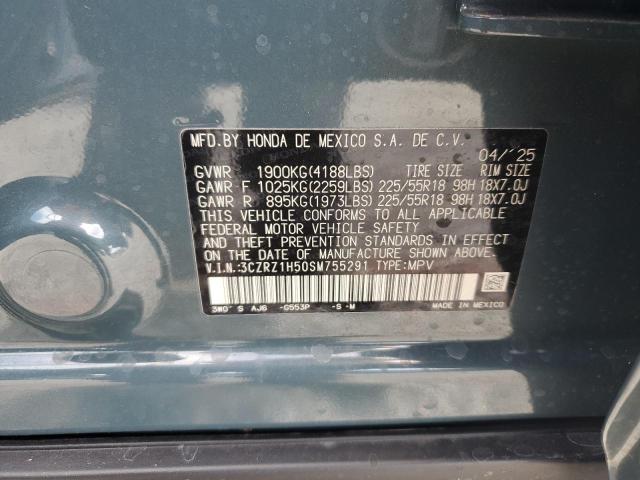 MFD.BY HONDA DE MEXICO S.A. DE C.V.
04/'25
GVWR 1900KG(4188LBS) TIRE SIZE RIM SIZE
GAWR F 1025KG(2259LBS) 225/55R18 98H 18X7.0J
GAWR R 895KG(1973LBS) 225/55R18 98H 18X7.0J
THIS VEHICLE CONFORMS TO ALL APPLICABLE
FEDERAL MOTOR VEHICLE SAFETY
AND THEFT PREVENTION STANDARDS IN EFFECT
ON THE DATE OF MANUFACTURE SHOWN ABOVE.
V.I.N.:3CZRZ1H50SM755291 TYPE:MPV
3W0 S AJ6 -G553P -S -M MADE IN MEXICO